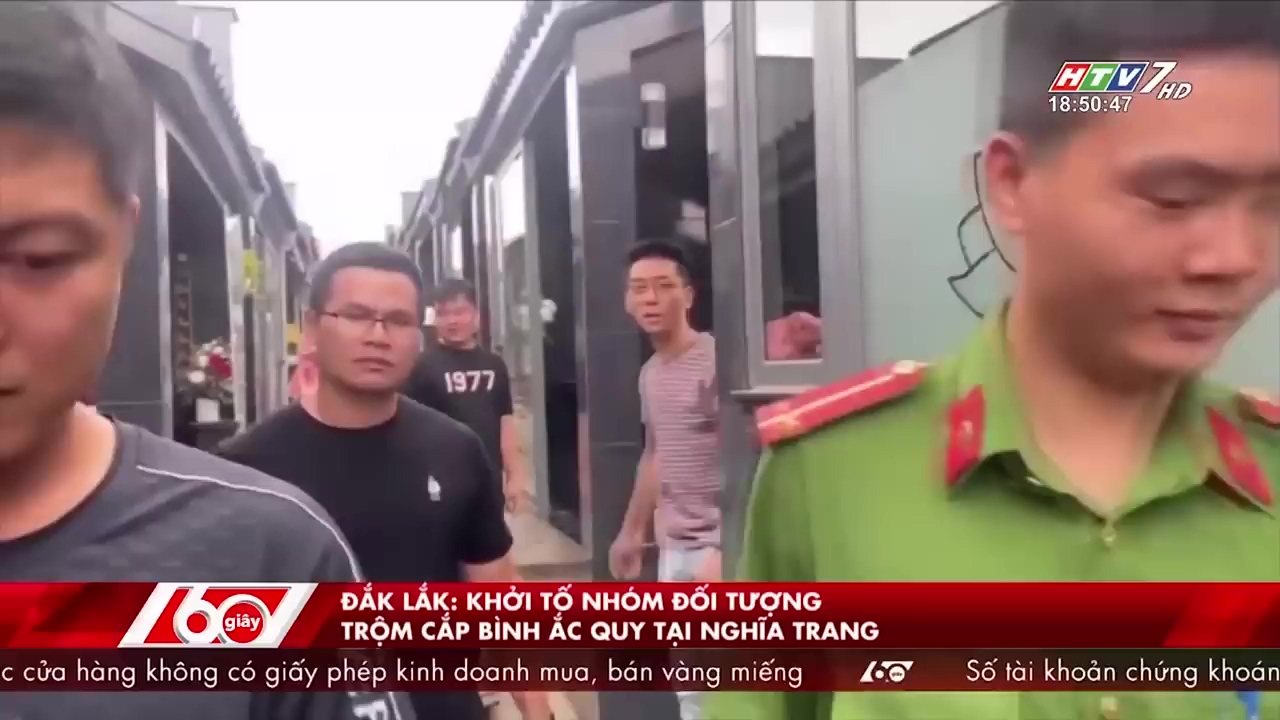 HTV7 HD
18:50:47
1977
60 giây
ĐẮK LẮK: KHỞI TỐ NHÓM ĐỐI TƯỢNG
TRỘM CẮP BÌNH ẮC QUY TẠI NGHĨA TRANG
c cửa hàng không có giấy phép kinh doanh mua, bán vàng miếng 60 giây Số tài khoản chứng khoán